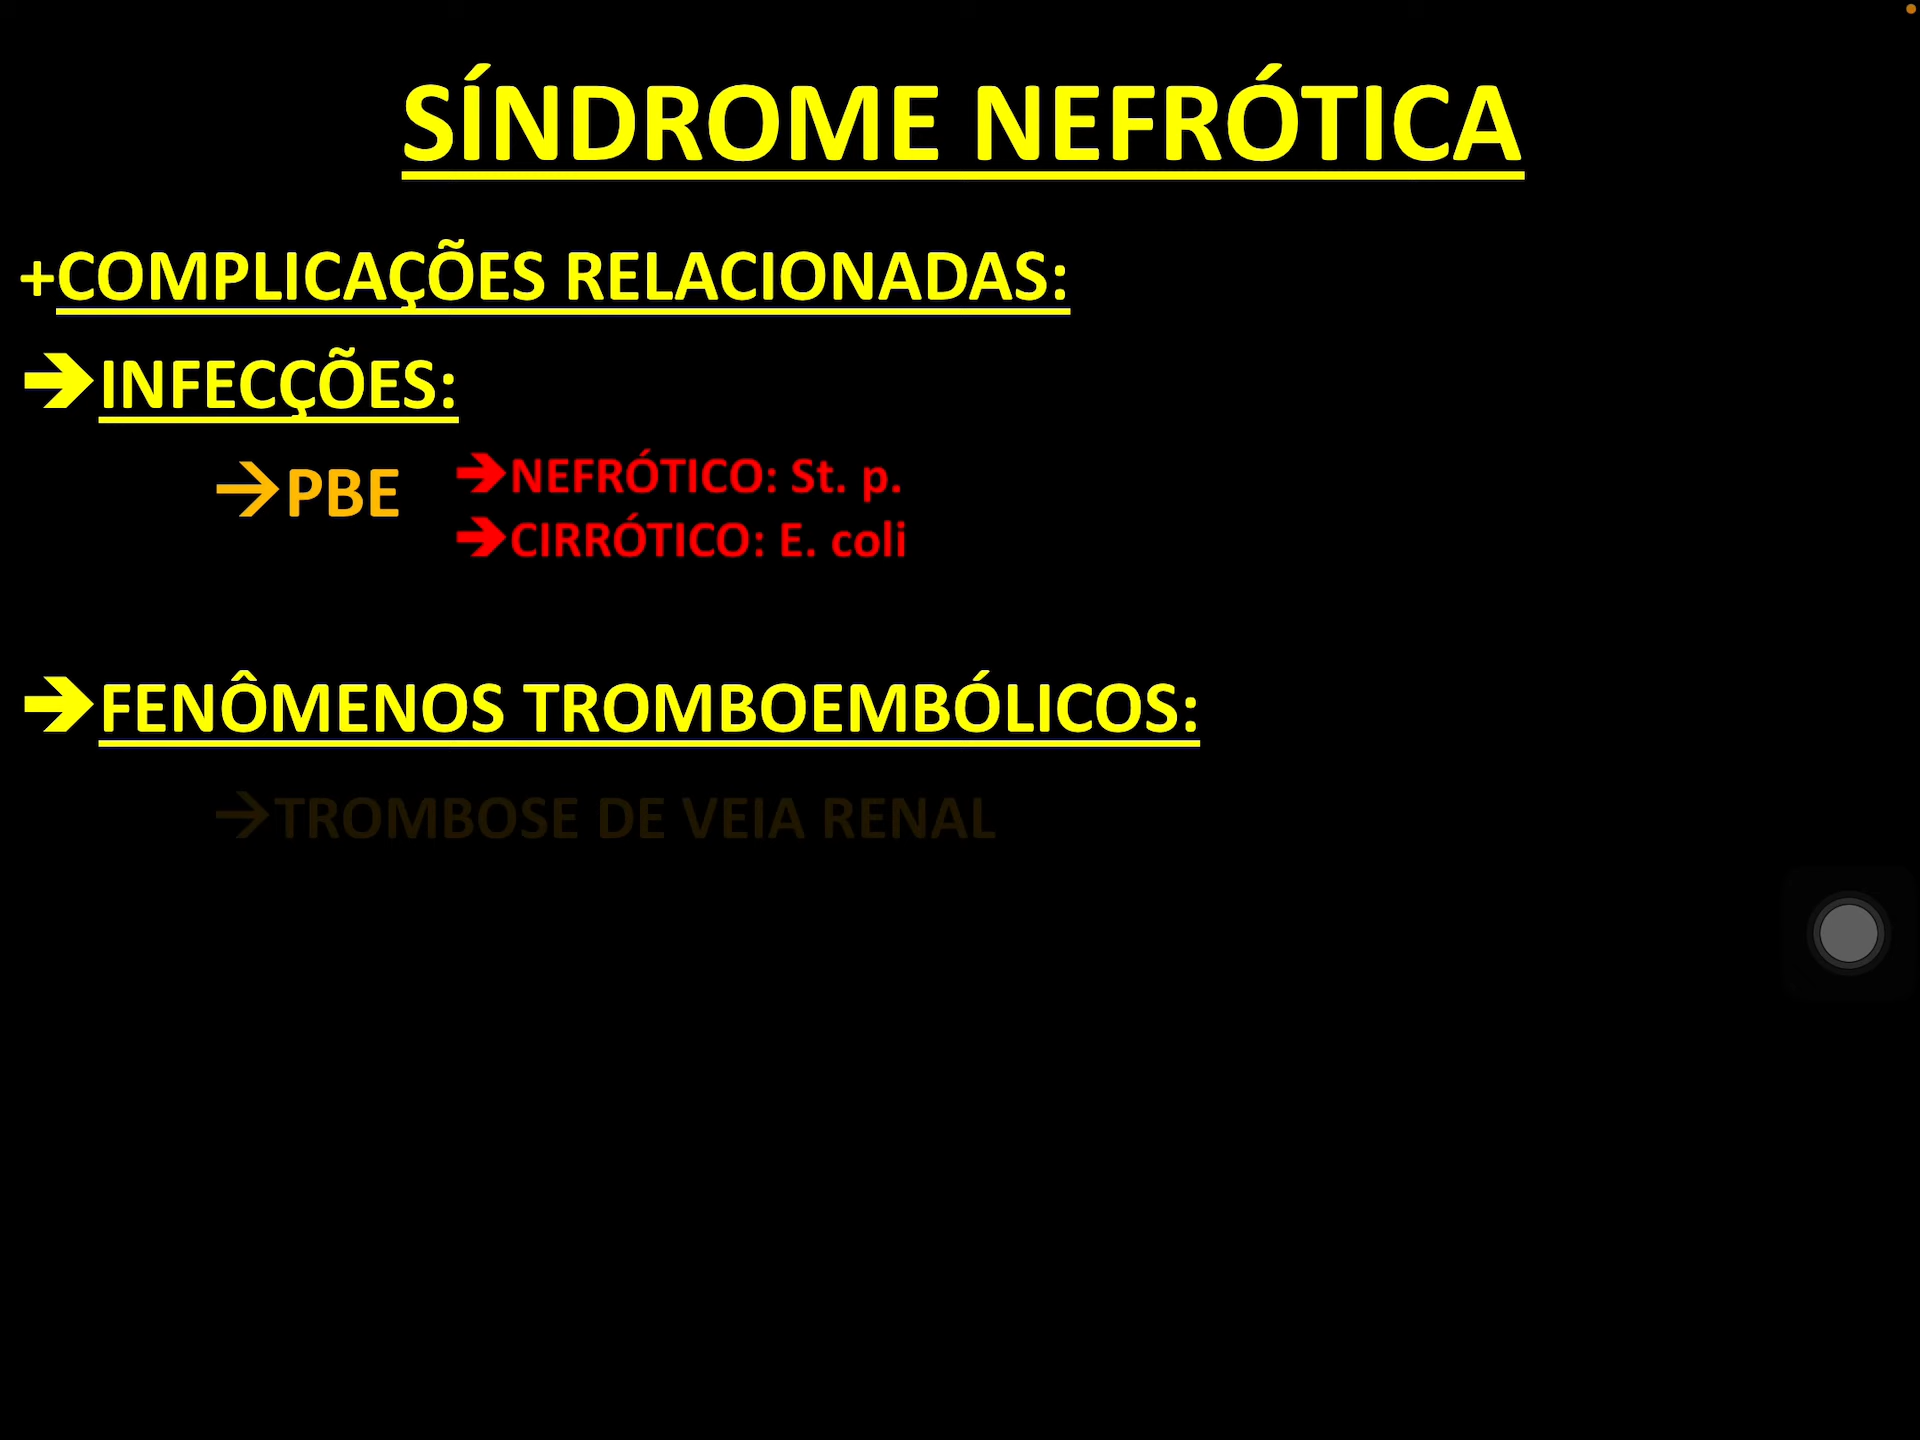 SÍNDROME NEFRÓTICA
+COMPLICAÇÕES RELACIONADAS:
➔INFECÇÕES:
→PBE
➔NEFRÓTICO: St. p.
➔CIRRÓTICO: E. coli
➔FENÔMENOS TROMBOEMBÓLICOS:
→TROMBOSE DE VEIA RENAL